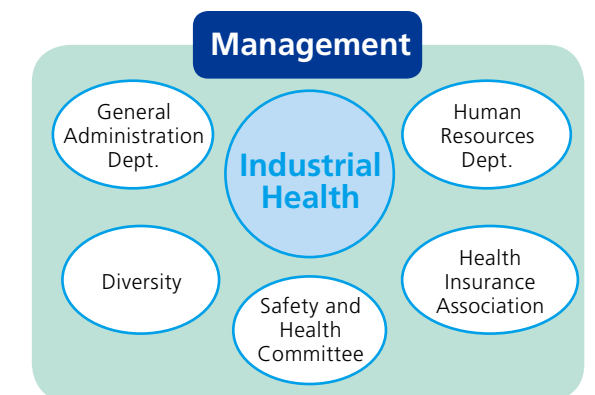 Management
General
Administration
Dept.
Industrial
Health
Human
Resources
Dept.
Diversity
Safety and
Health
Committee
Health
Insurance
Association